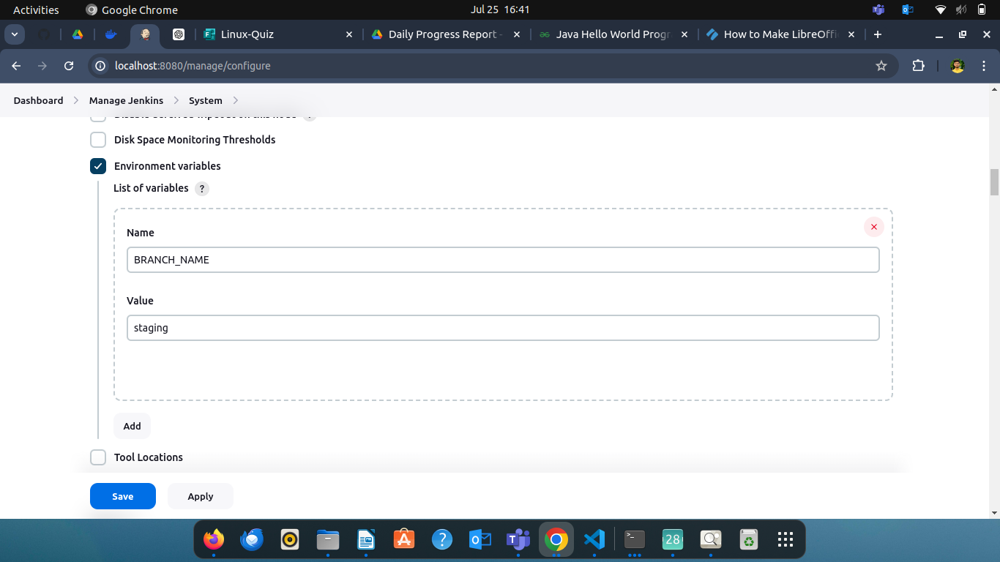 Activities Google Chrome Jul 25 16:41
Linux-Quiz Daily Progress Report - Java Hello World Progr How to Make LibreOffi
localhost:8080/manage/configure
Dashboard Manage Jenkins System
Disk Space Monitoring Thresholds
Environment variables
List of variables ?
Name
BRANCH_NAME
Value
staging
Add
Tool Locations
Save Apply
28